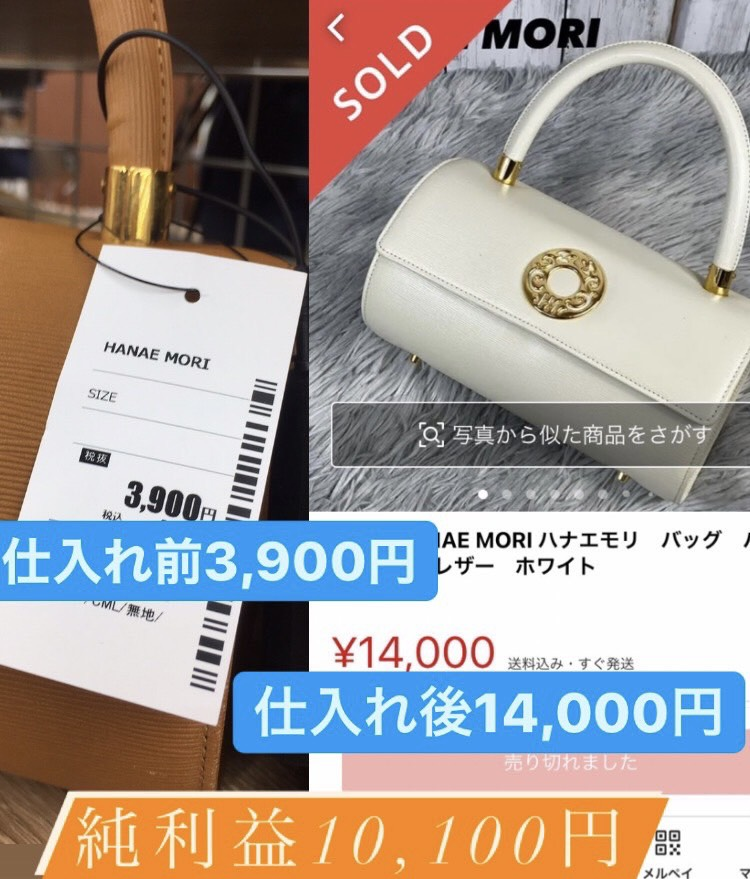 HANAE MORI
SIZE
税抜
3,900円
税込
仕入れ前3,900円
/CML/無地/
SOLD
MORI
写真から似た商品をさがす
AE MORI ハナエモリ バッグ
レザー ホワイト
¥14,000
送料込み・すぐ発送
仕入れ後14,000円
売り切れました
純利益10,100円
メルペイ